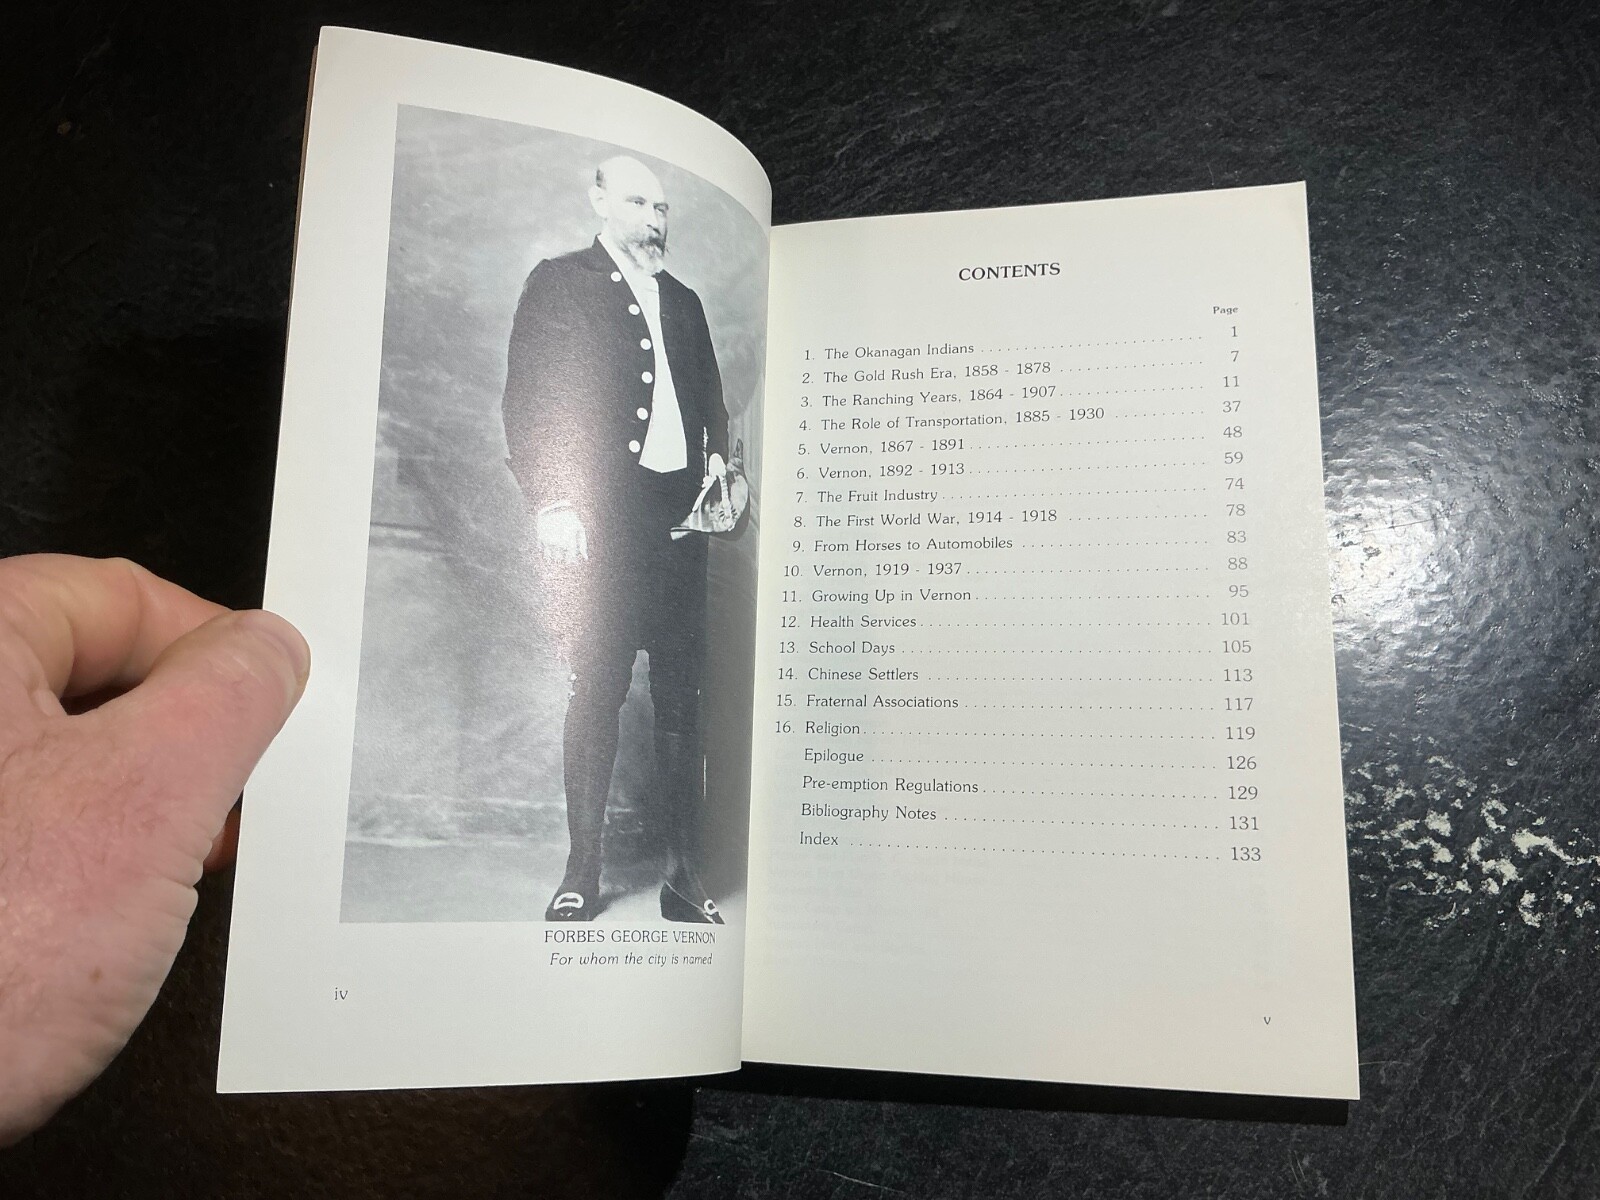 FORBES GEORGE VERNON
For whom the city is named
iv
CONTENTS
Page
1. The Okanagan Indians . . . . . . . . . . . . . . . . . . . . . . . . . . 1
2. The Gold Rush Era, 1858 - 1878 . . . . . . . . . . . . . . . . . 7
3. The Ranching Years, 1864 - 1907 . . . . . . . . . . . . . . . . . 11
4. The Role of Transportation, 1885 - 1930 . . . . . . . . . . 37
5. Vernon, 1867 - 1891 . . . . . . . . . . . . . . . . . . . . . . . . . . . 48
6. Vernon, 1892 - 1913 . . . . . . . . . . . . . . . . . . . . . . . . . . . 59
7. The Fruit Industry . . . . . . . . . . . . . . . . . . . . . . . . . . . . . . 74
8. The First World War, 1914 - 1918 . . . . . . . . . . . . . . . . 78
9. From Horses to Automobiles . . . . . . . . . . . . . . . . . . . . . 83
10. Vernon, 1919 - 1937 . . . . . . . . . . . . . . . . . . . . . . . . . . . 88
11. Growing Up in Vernon . . . . . . . . . . . . . . . . . . . . . . . . . . 95
12. Health Services . . . . . . . . . . . . . . . . . . . . . . . . . . . . . . . . 101
13. School Days . . . . . . . . . . . . . . . . . . . . . . . . . . . . . . . . . . 105
14. Chinese Settlers . . . . . . . . . . . . . . . . . . . . . . . . . . . . . . . 113
15. Fraternal Associations . . . . . . . . . . . . . . . . . . . . . . . . . . . 117
16. Religion . . . . . . . . . . . . . . . . . . . . . . . . . . . . . . . . . . . . . . 119
Epilogue . . . . . . . . . . . . . . . . . . . . . . . . . . . . . . . . . . . . . 126
Pre-emption Regulations . . . . . . . . . . . . . . . . . . . . . . . . . 129
Bibliography Notes . . . . . . . . . . . . . . . . . . . . . . . . . . . . . 131
Index . . . . . . . . . . . . . . . . . . . . . . . . . . . . . . . . . . . . . . . 133
v